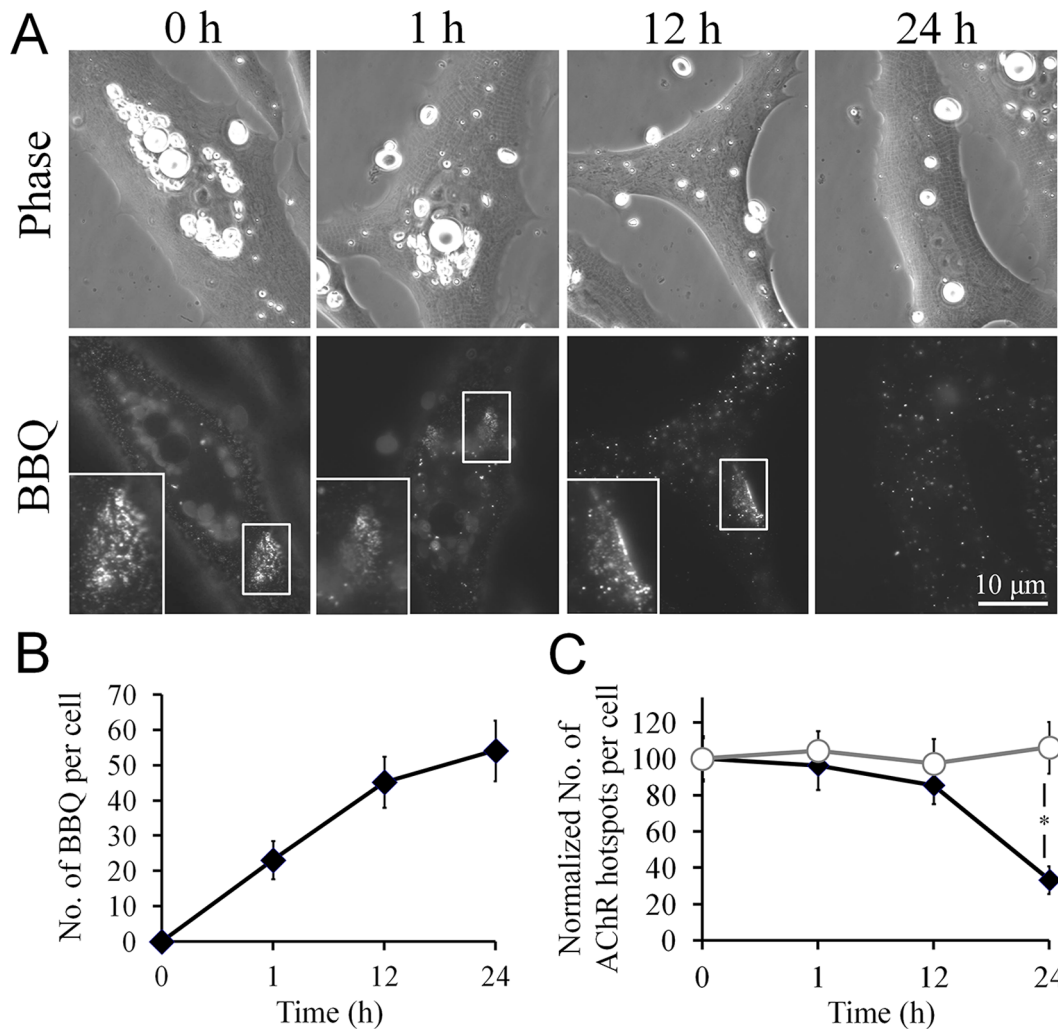 A
0 h 1 h 12 h 24 h
Phase
BBQ
10 μm
B
No. of BBQ per cell
70
60
50
40
30
20
10
0
0 1 12 24
Time (h)
C
Normalized No. of
AChR hotspots per cell
120
100
80
60
40
20
0
*
0 1 12 24
Time (h)